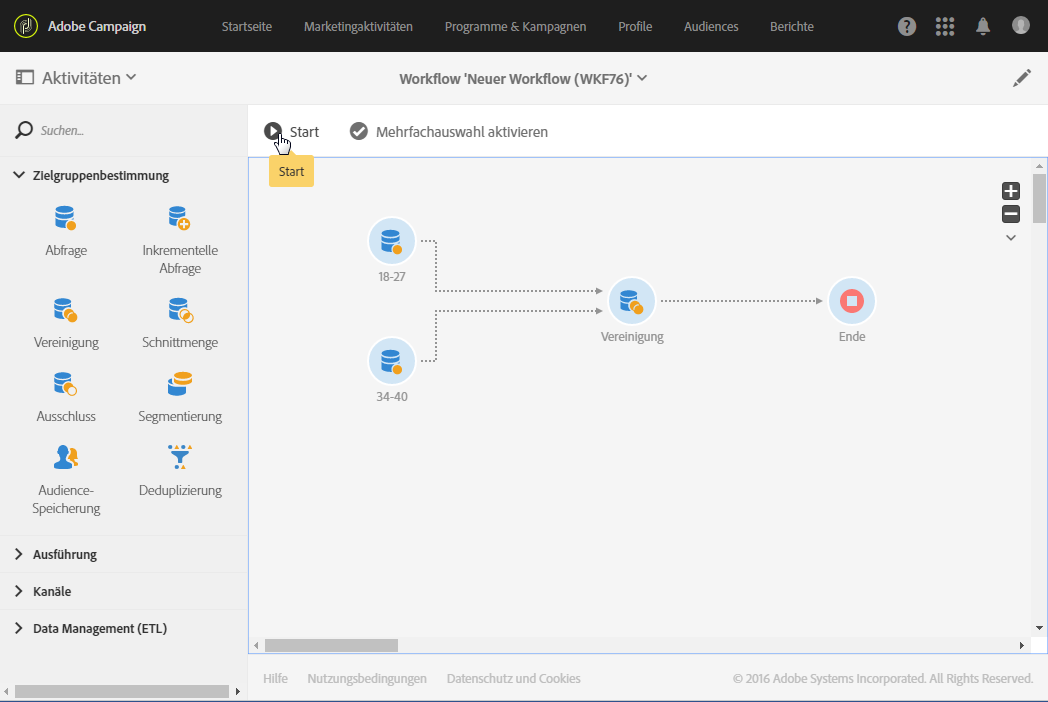 Adobe Campaign
Startseite
Marketingaktivitäten
Programme & Kampagnen
Profile
Audiences
Berichte
Aktivitäten
Workflow 'Neuer Workflow (WKF76)'
Suchen...
Start
Mehrfachauswahl aktivieren
Start
Zielgruppenbestimmung
Abfrage
Inkrementelle
Abfrage
Vereinigung
Schnittmenge
Ausschluss
Segmentierung
Audience-
Speicherung
Deduplizierung
Ausführung
Kanäle
Data Management (ETL)
18-27
34-40
Vereinigung
Ende
Hilfe
Nutzungsbedingungen
Datenschutz und Cookies
© 2016 Adobe Systems Incorporated. All Rights Reserved.